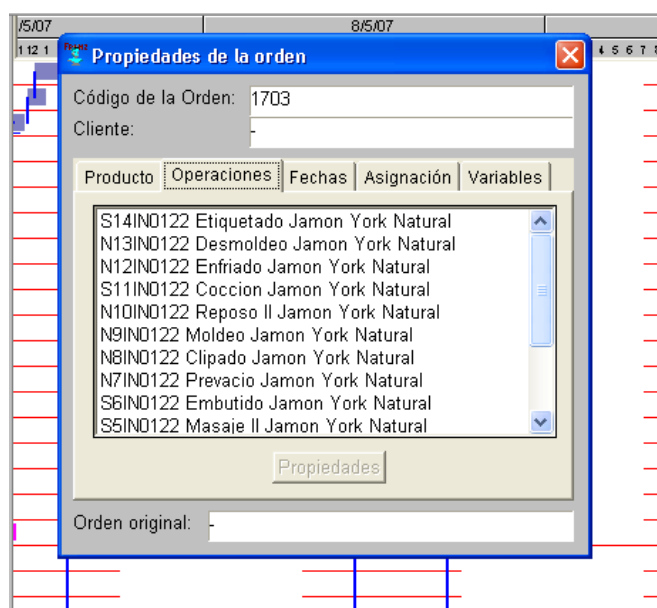 /5/07 8/5/07
1 12 1 4 5 6 7
Propiedades de la orden
Código de la Orden: 1703
Cliente: -
Producto Operaciones Fechas Asignación Variables
S14IN0122 Etiquetado Jamon York Natural
N13IN0122 Desmoldeo Jamon York Natural
N12IN0122 Enfriado Jamon York Natural
S11IN0122 Coccion Jamon York Natural
N10IN0122 Reposo II Jamon York Natural
N9IN0122 Moldeo Jamon York Natural
N8IN0122 Clipado Jamon York Natural
N7IN0122 Prevacio Jamon York Natural
S6IN0122 Embutido Jamon York Natural
S5IN0122 Masaje II Jamon York Natural
Propiedades
Orden original: -